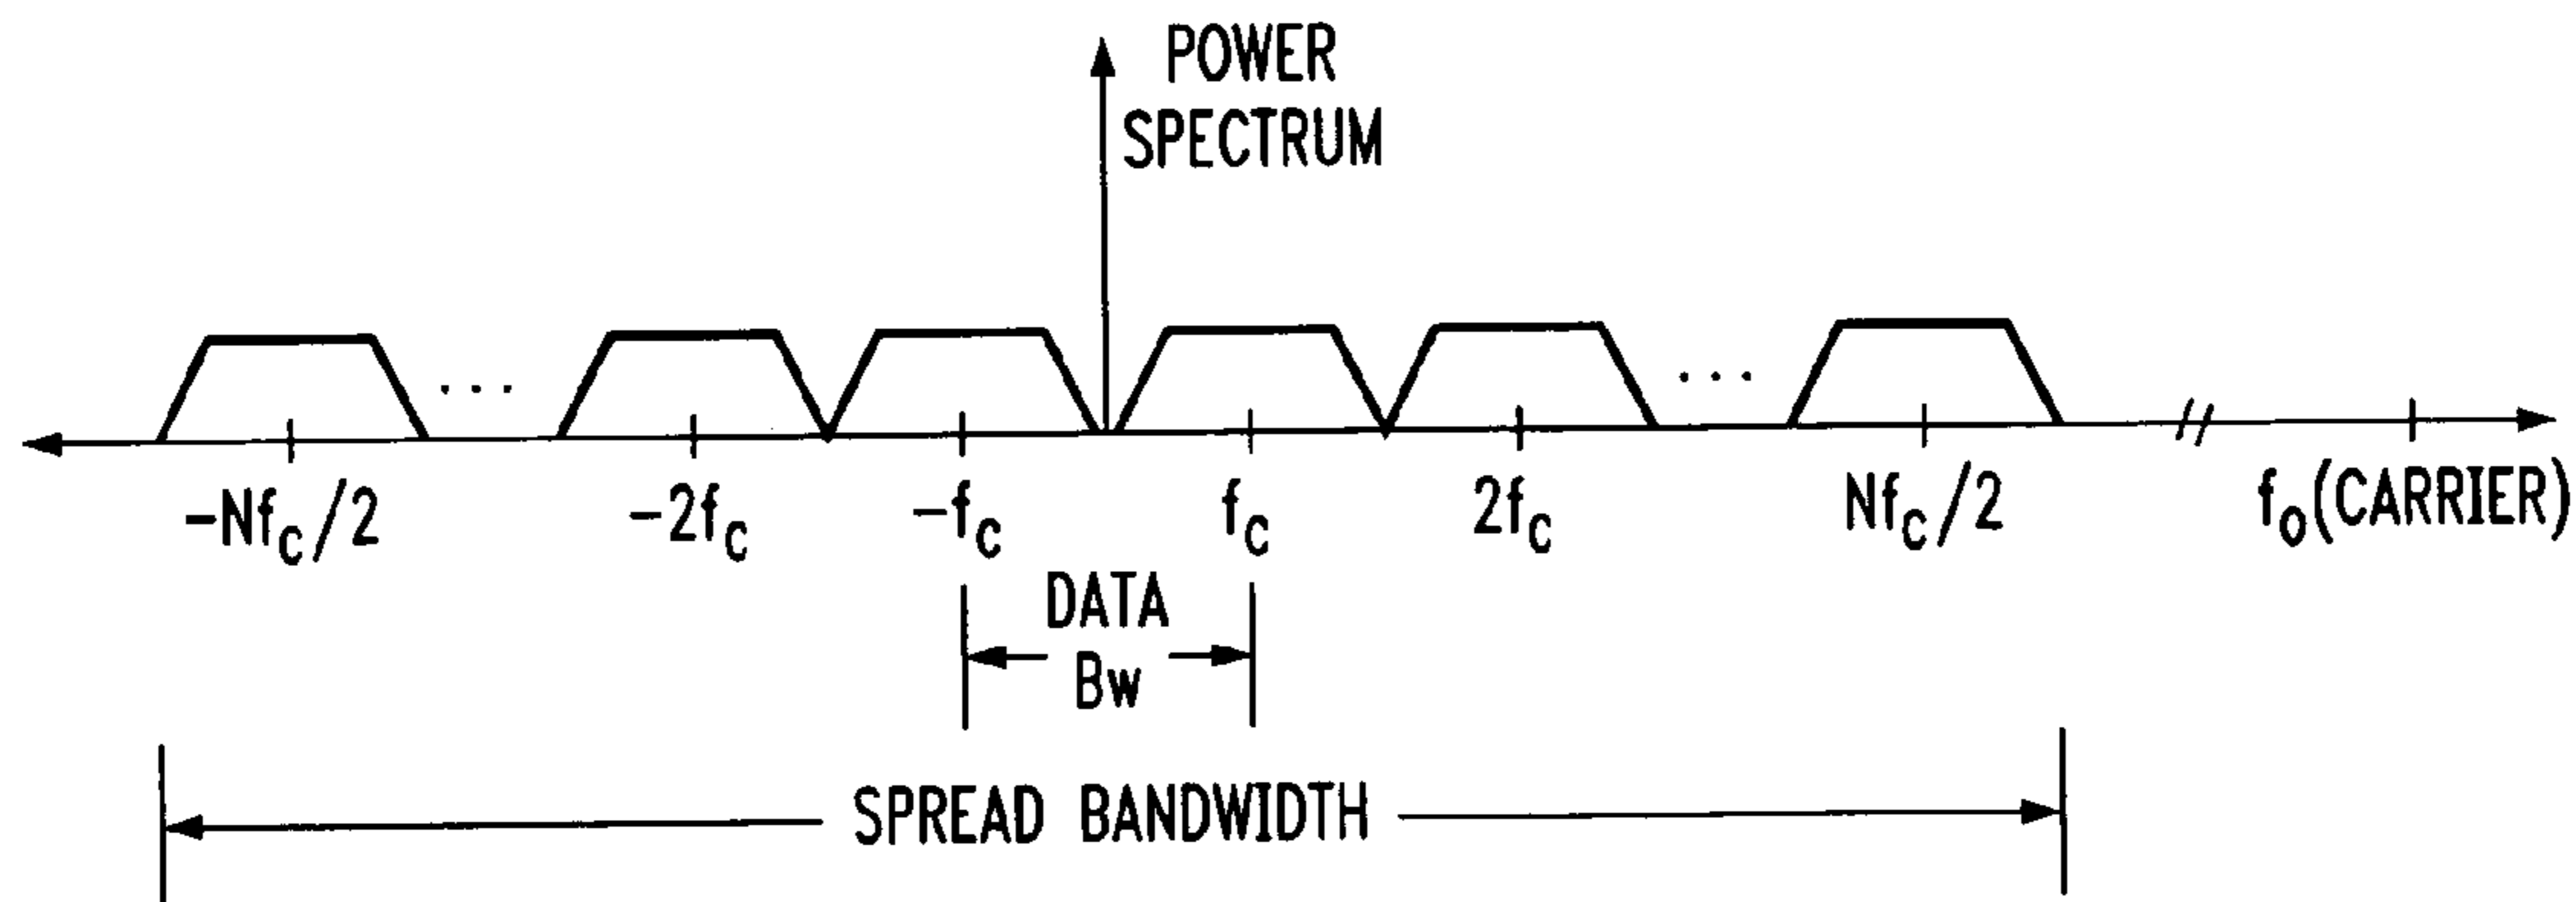 POWER
SPECTRUM
-Nf_c/2 -2f_c -f_c f_c 2f_c Nf_c/2 f_o(CARRIER)
DATA
Bw
SPREAD BANDWIDTH